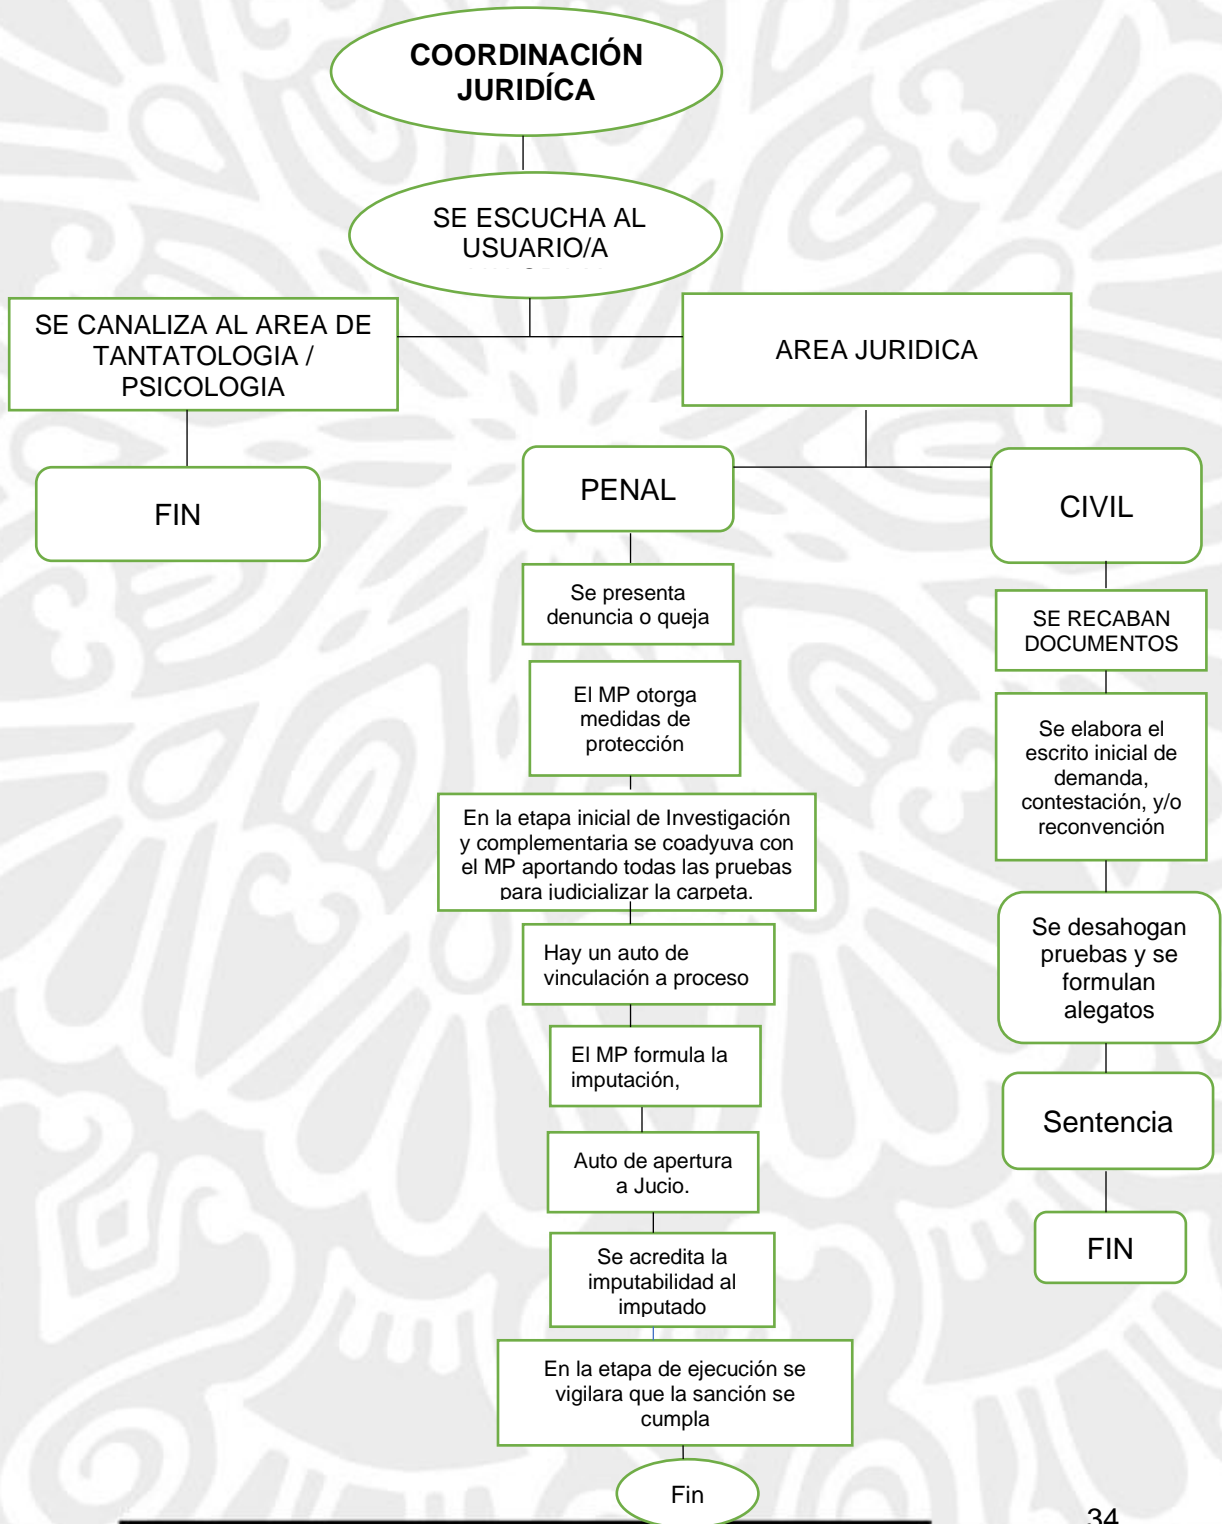 COORDINACIÓN
JURIDÍCA
SE ESCUCHA AL
USUARIO/A
SE CANALIZA AL AREA DE
TANTATOLOGIA /
PSICOLOGIA
AREA JURIDICA
FIN
PENAL
CIVIL
Se presenta
denuncia o queja
El MP otorga
medidas de
protección
En la etapa inicial de Investigación
y complementaria se coadyuva con
el MP aportando todas las pruebas
para judicializar la carpeta.
Hay un auto de
vinculación a proceso
El MP formula la
imputación,
Auto de apertura
a Jucio.
Se acredita la
imputabilidad al
imputado
En la etapa de ejecución se
vigilara que la sanción se
cumpla
Fin
SE RECABAN
DOCUMENTOS
Se elabora el
escrito inicial de
demanda,
contestación, y/o
reconvención
Se desahogan
pruebas y se
formulan
alegatos
Sentencia
FIN
34